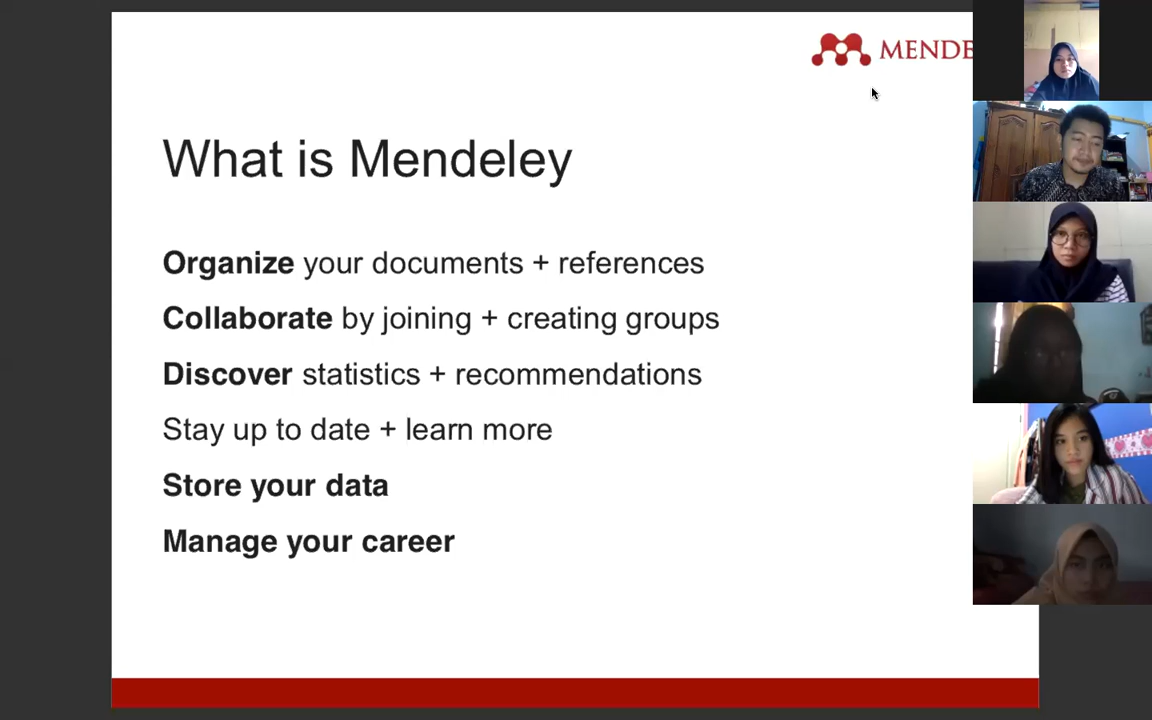 MENDE
What is Mendeley
Organize your documents + references
Collaborate by joining + creating groups
Discover statistics + recommendations
Stay up to date + learn more
Store your data
Manage your career